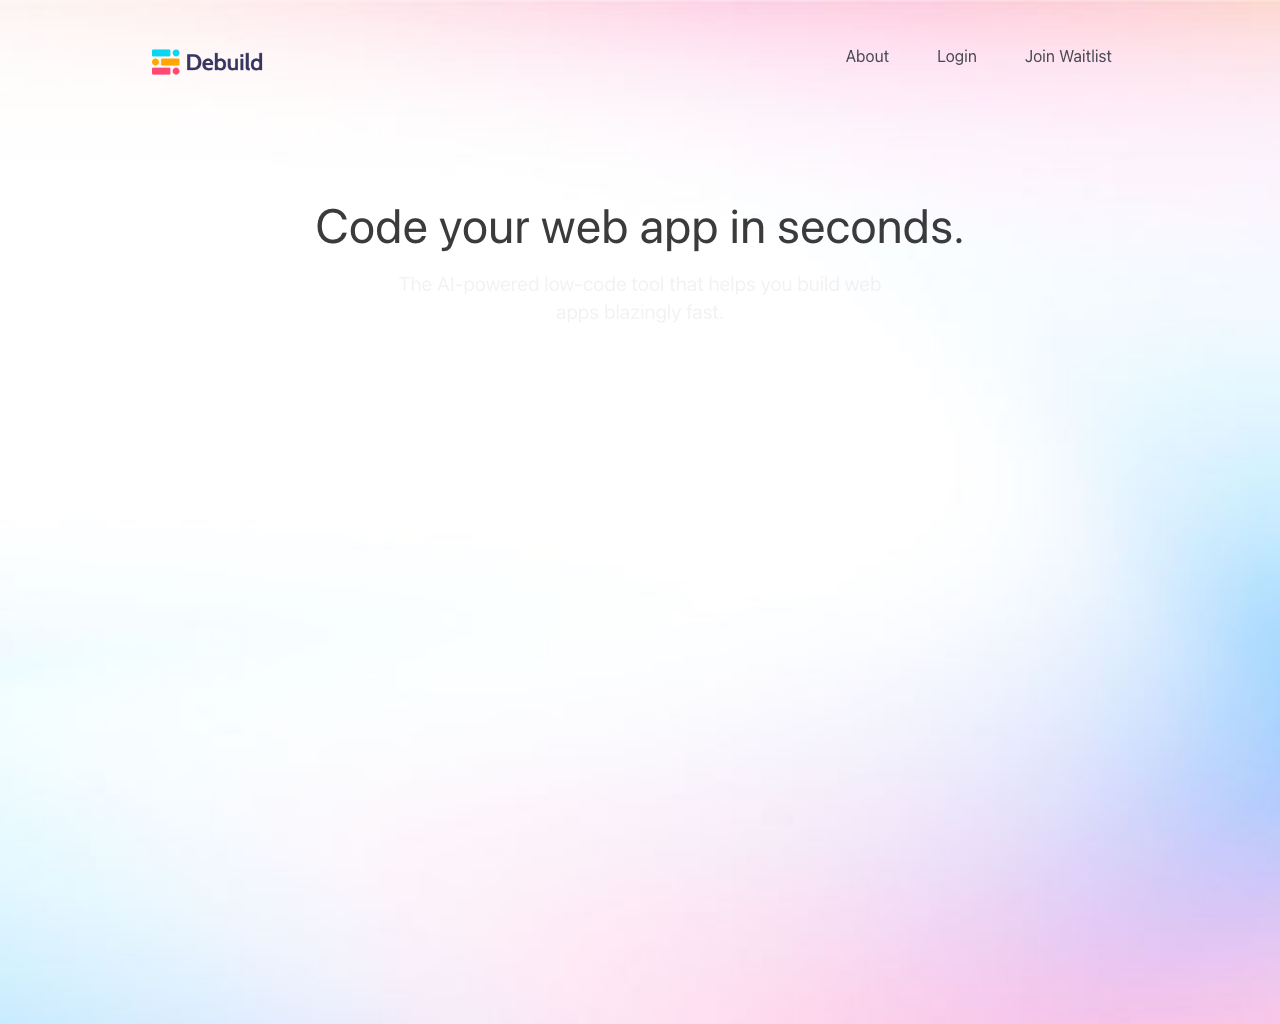 Debuild
About
Login
Join Waitlist
Code your web app in seconds.
The AI-powered low-code tool that helps you build web
apps blazingly fast.